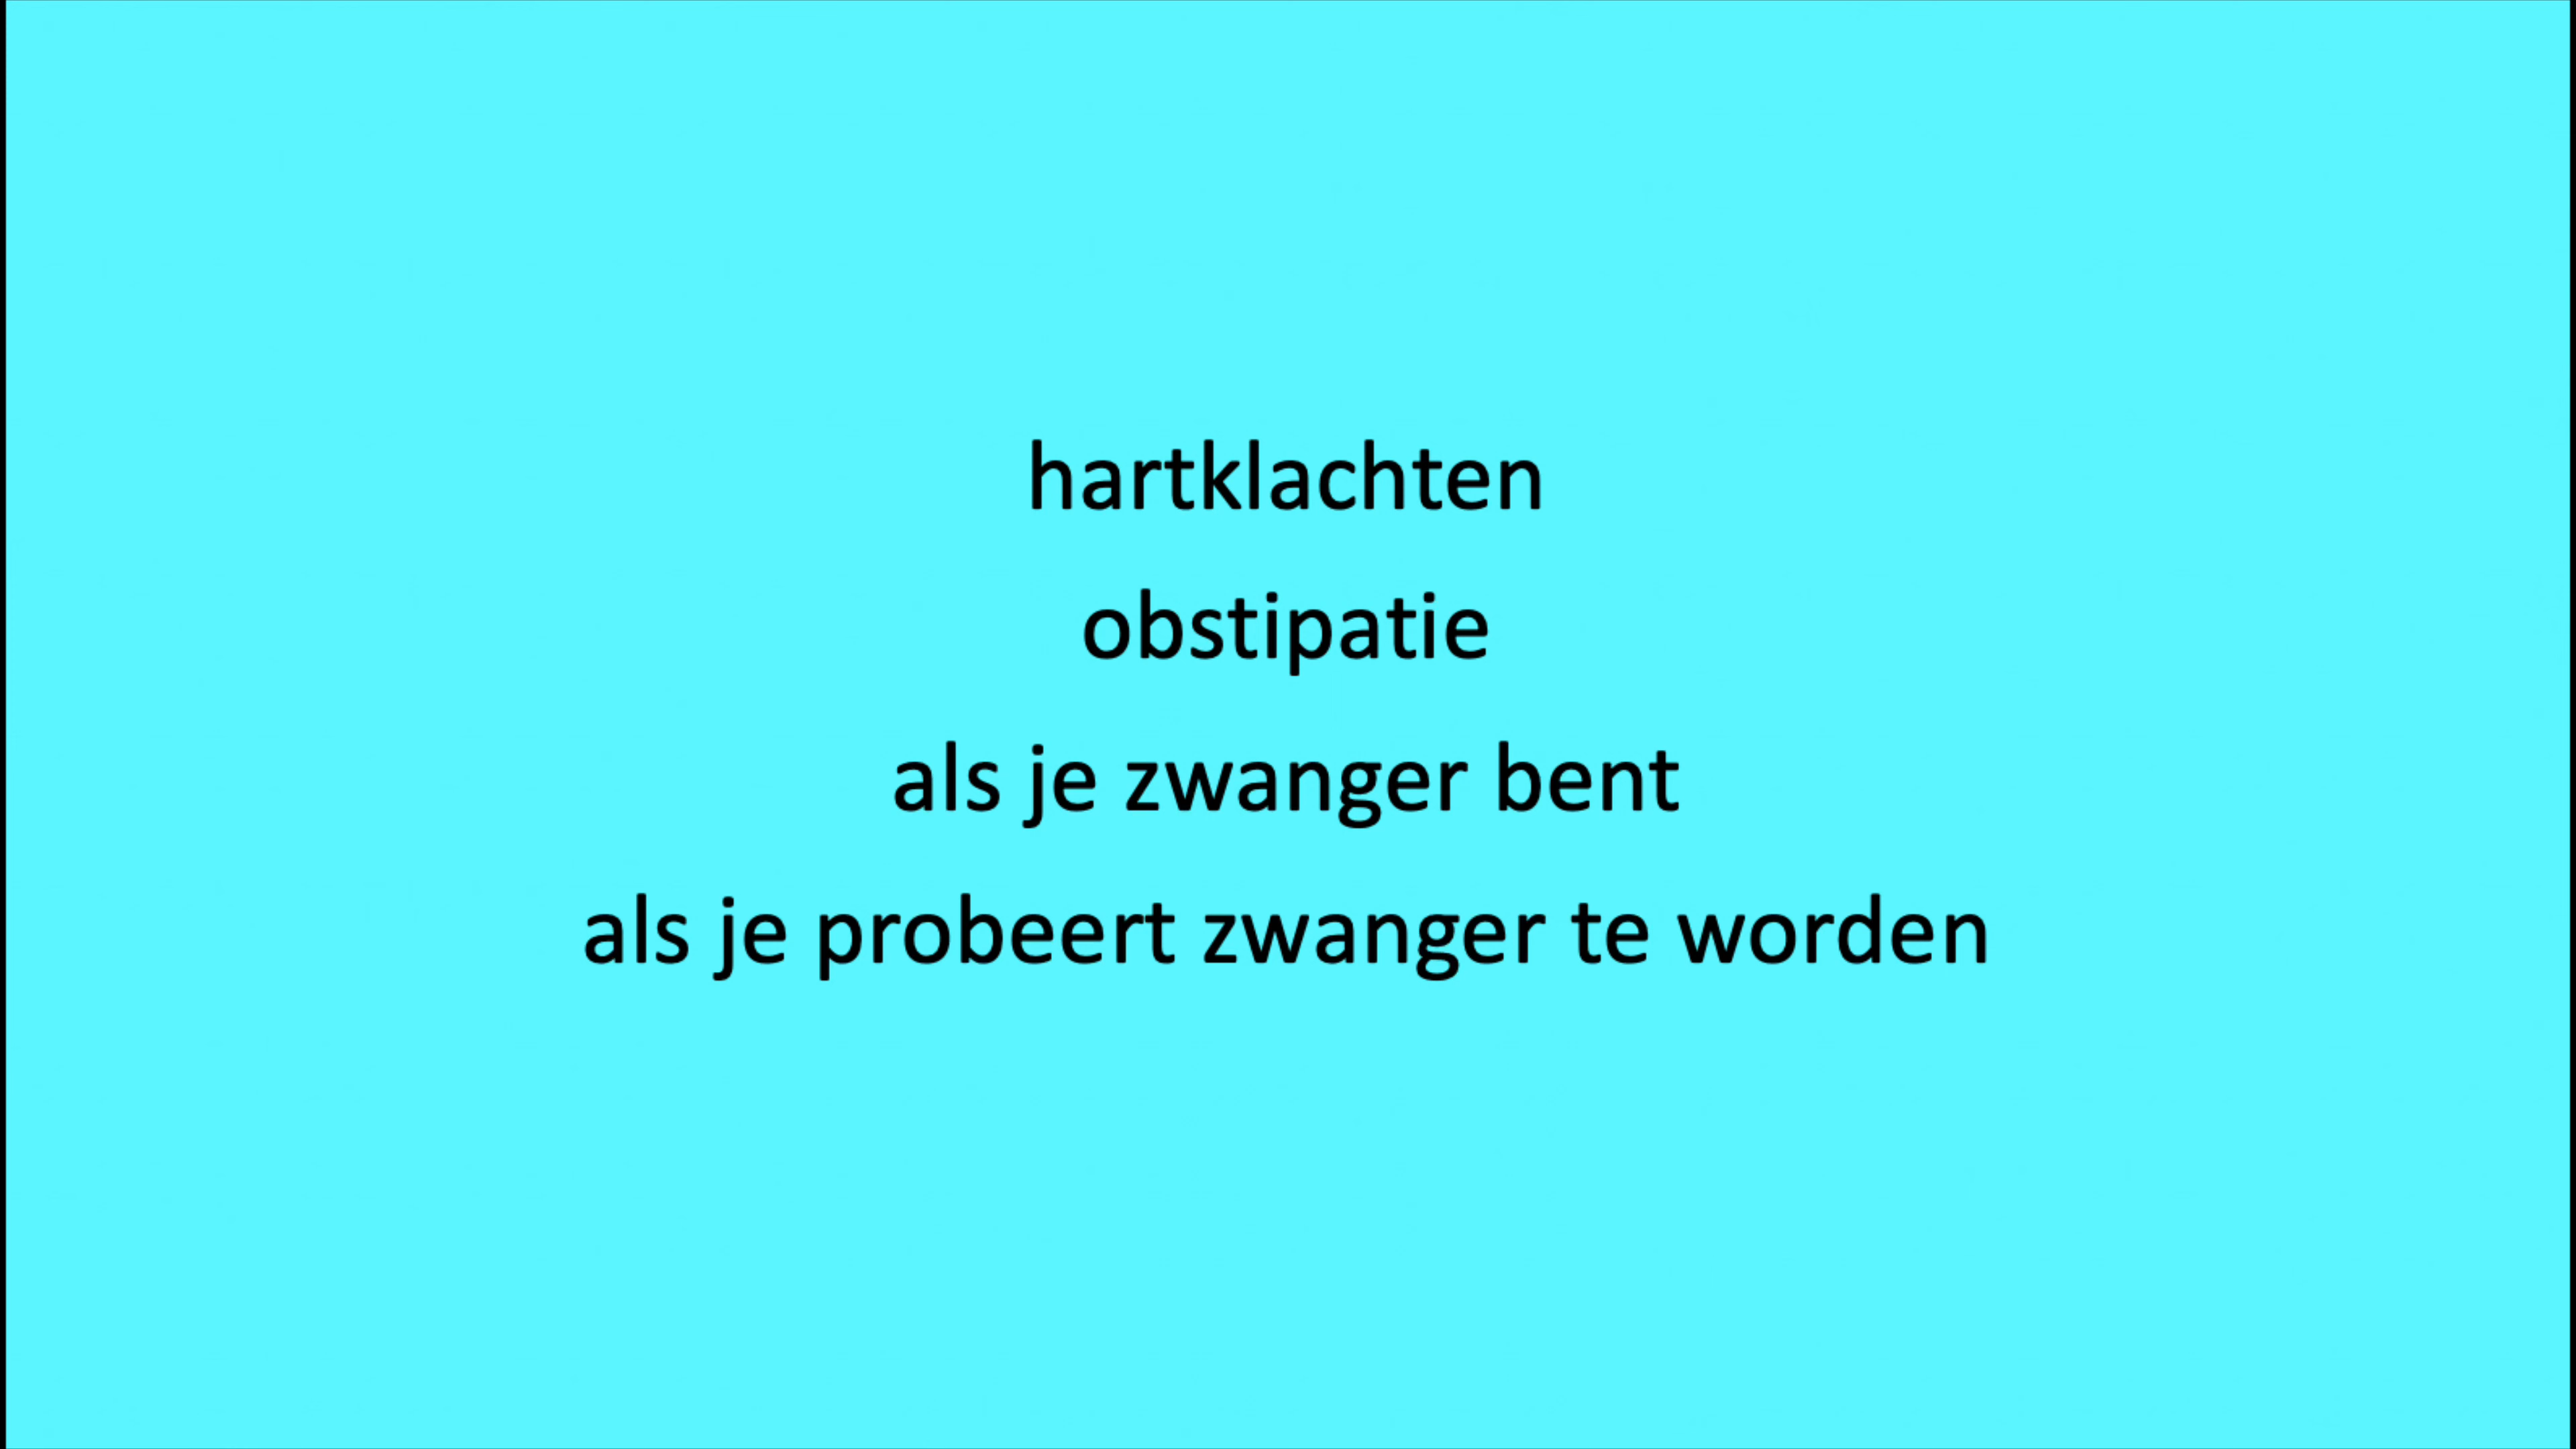 hartklachten
obstipatie
als je zwanger bent
als je probeert zwanger te worden